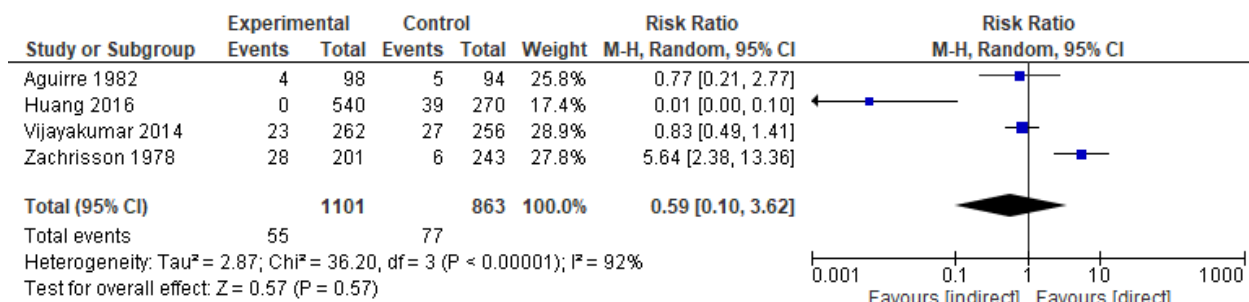 Experimental Control Risk Ratio Risk Ratio
Study or Subgroup Events Total Events Total Weight M-H, Random, 95% CI M-H, Random, 95% CI
Aguirre 1982 4 98 5 94 25.8% 0.77 [0.21, 2.77]
Huang 2016 0 540 39 270 17.4% 0.01 [0.00, 0.10]
Vijayakumar 2014 23 262 27 256 28.9% 0.83 [0.49, 1.41]
Zachrisson 1978 28 201 6 243 27.8% 5.64 [2.38, 13.36]
Total (95% CI) 1101 863 100.0% 0.59 [0.10, 3.62]
Total events 55 77
Heterogeneity: Tau² = 2.87; Chi² = 36.20, df = 3 (P < 0.00001); I² = 92%
Test for overall effect: Z = 0.57 (P = 0.57)
0.001 0.1 1 10 1000
Favours [indirect] Favours [direct]